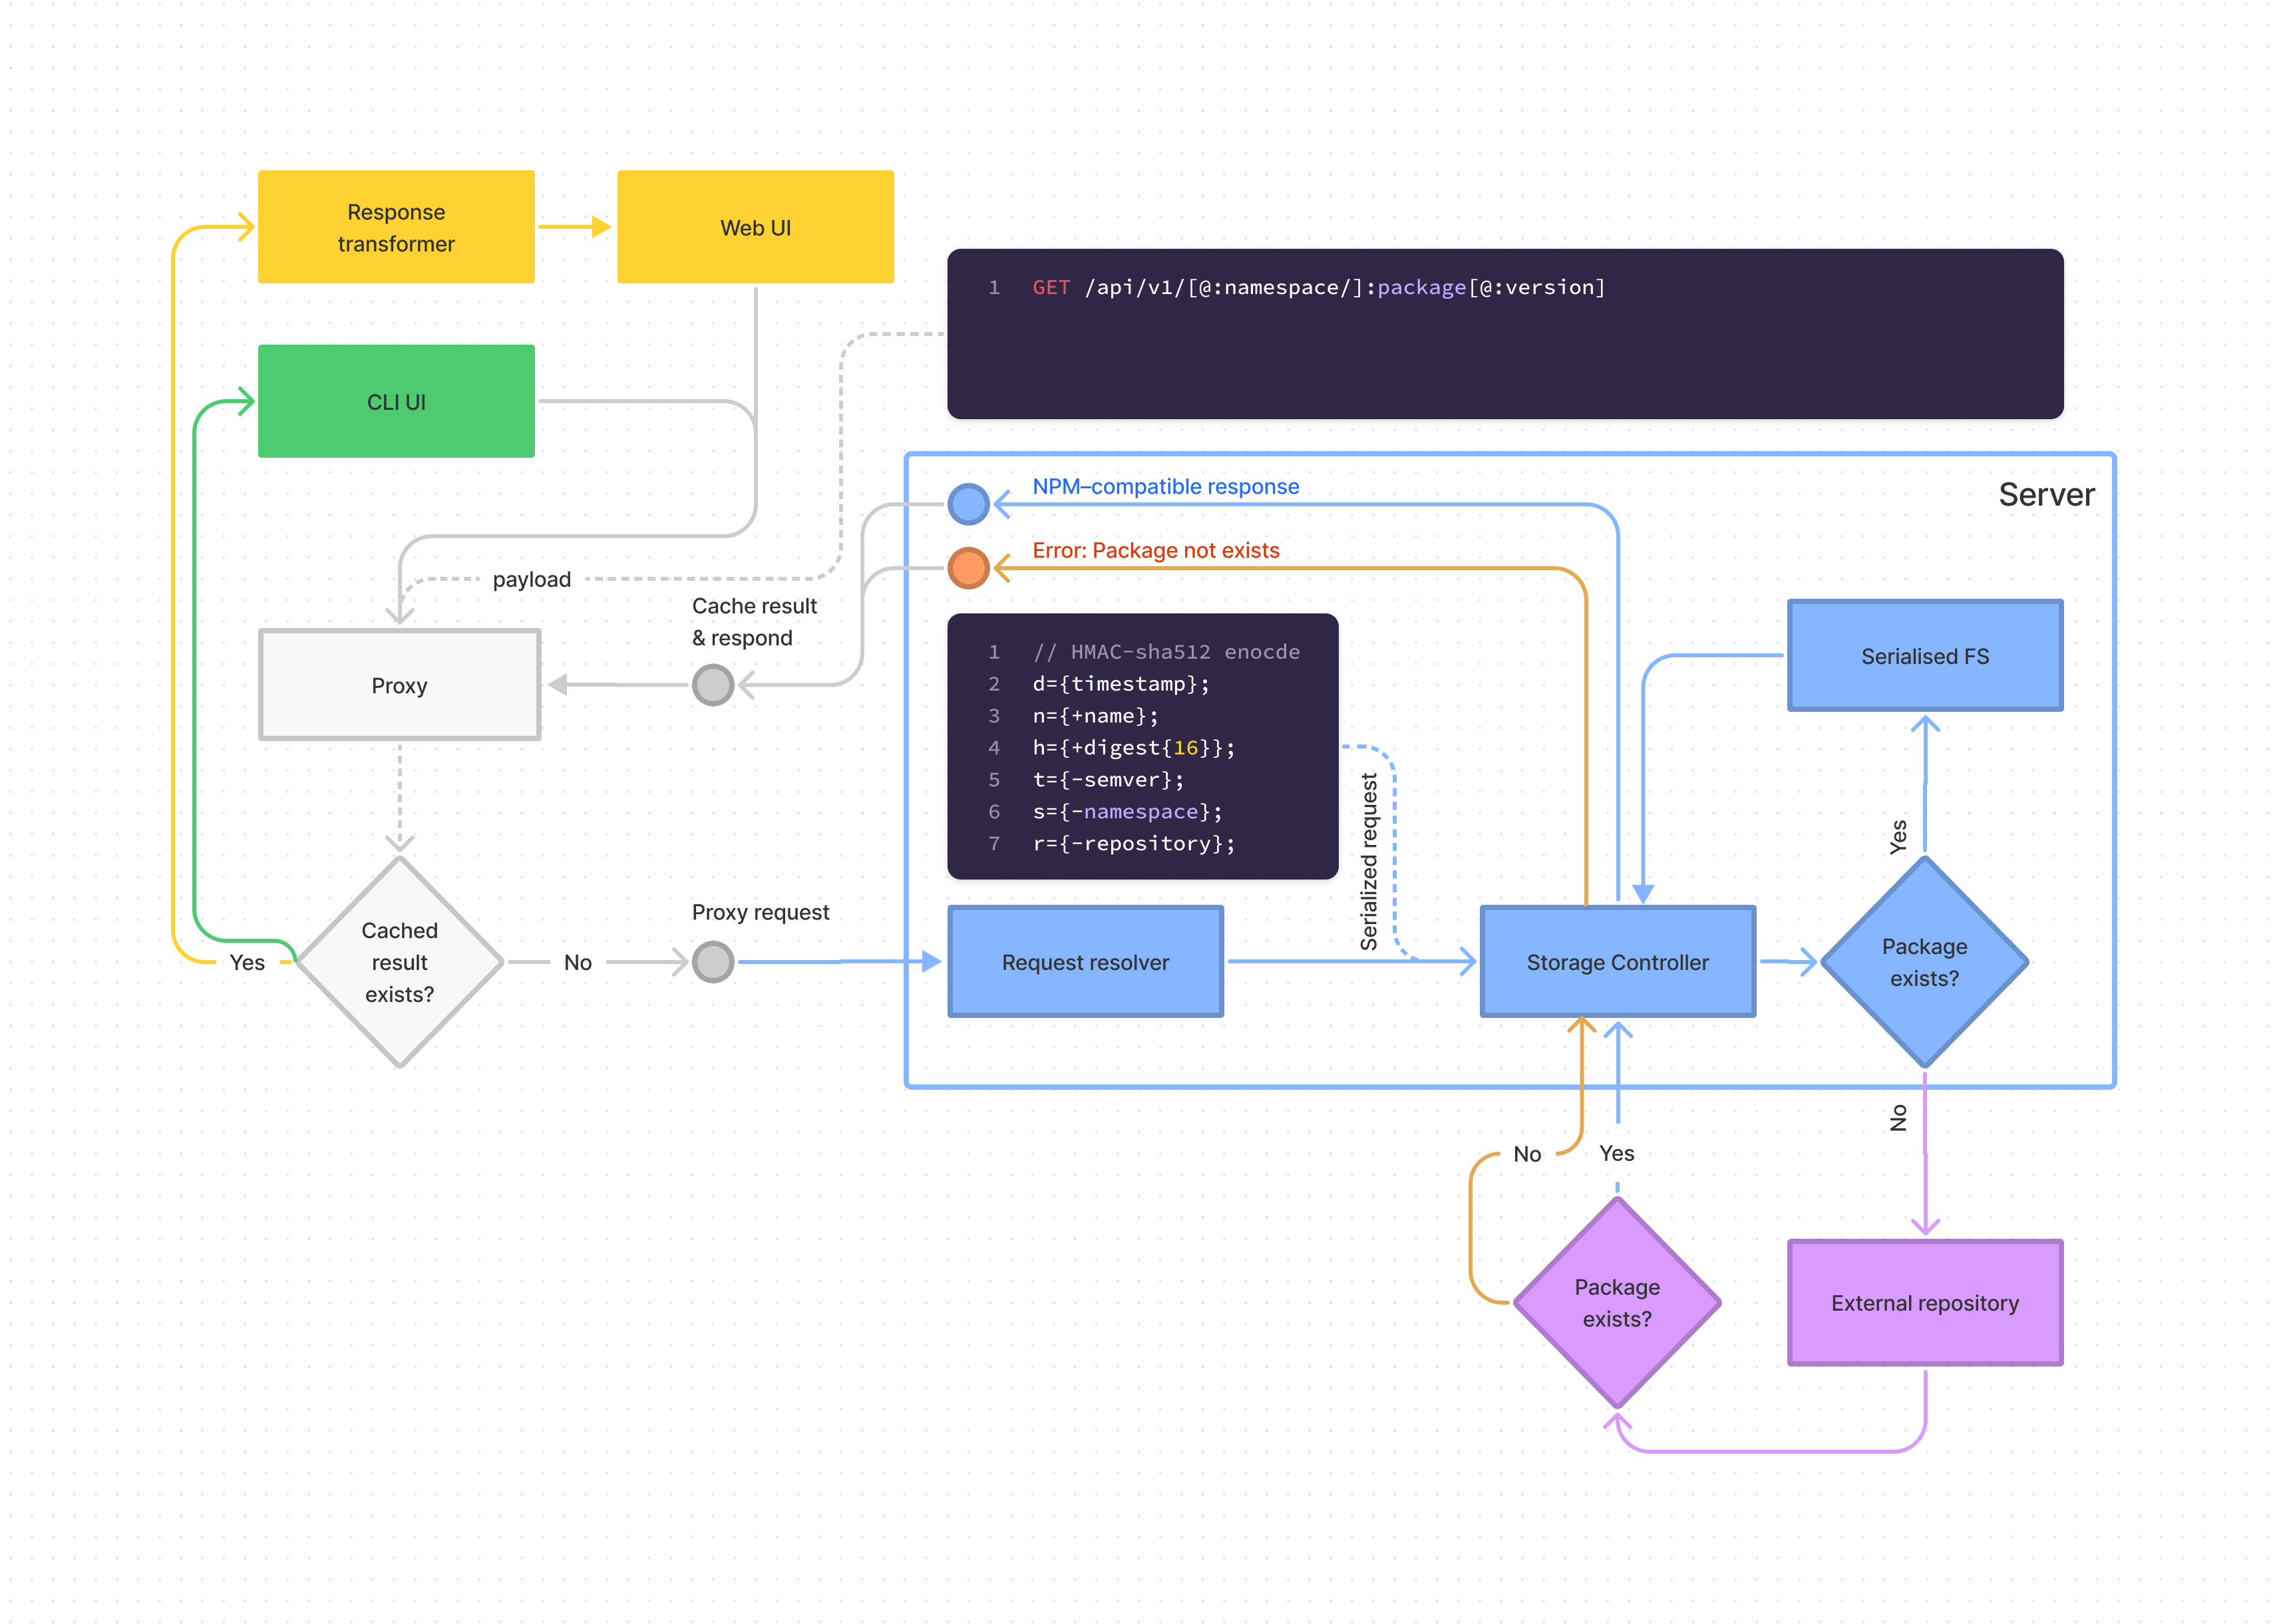 Response
transformer
Web UI
1 GET /api/v1/[@:namespace/]:package[@:version]
CLI UI
NPM–compatible response
Server
Error: Package not exists
payload
Cache result
& respond
1 // HMAC-sha512 enocde
2 d={timestamp};
3 n={+name};
4 h={+digest{16}};
5 t={-semver};
6 s={-namespace};
7 r={-repository};
Serialised FS
Proxy
Serialized request
Yes
Proxy request
Cached
result
exists?
Yes
No
Request resolver
Storage Controller
Package
exists?
No
No
Yes
Package
exists?
External repository